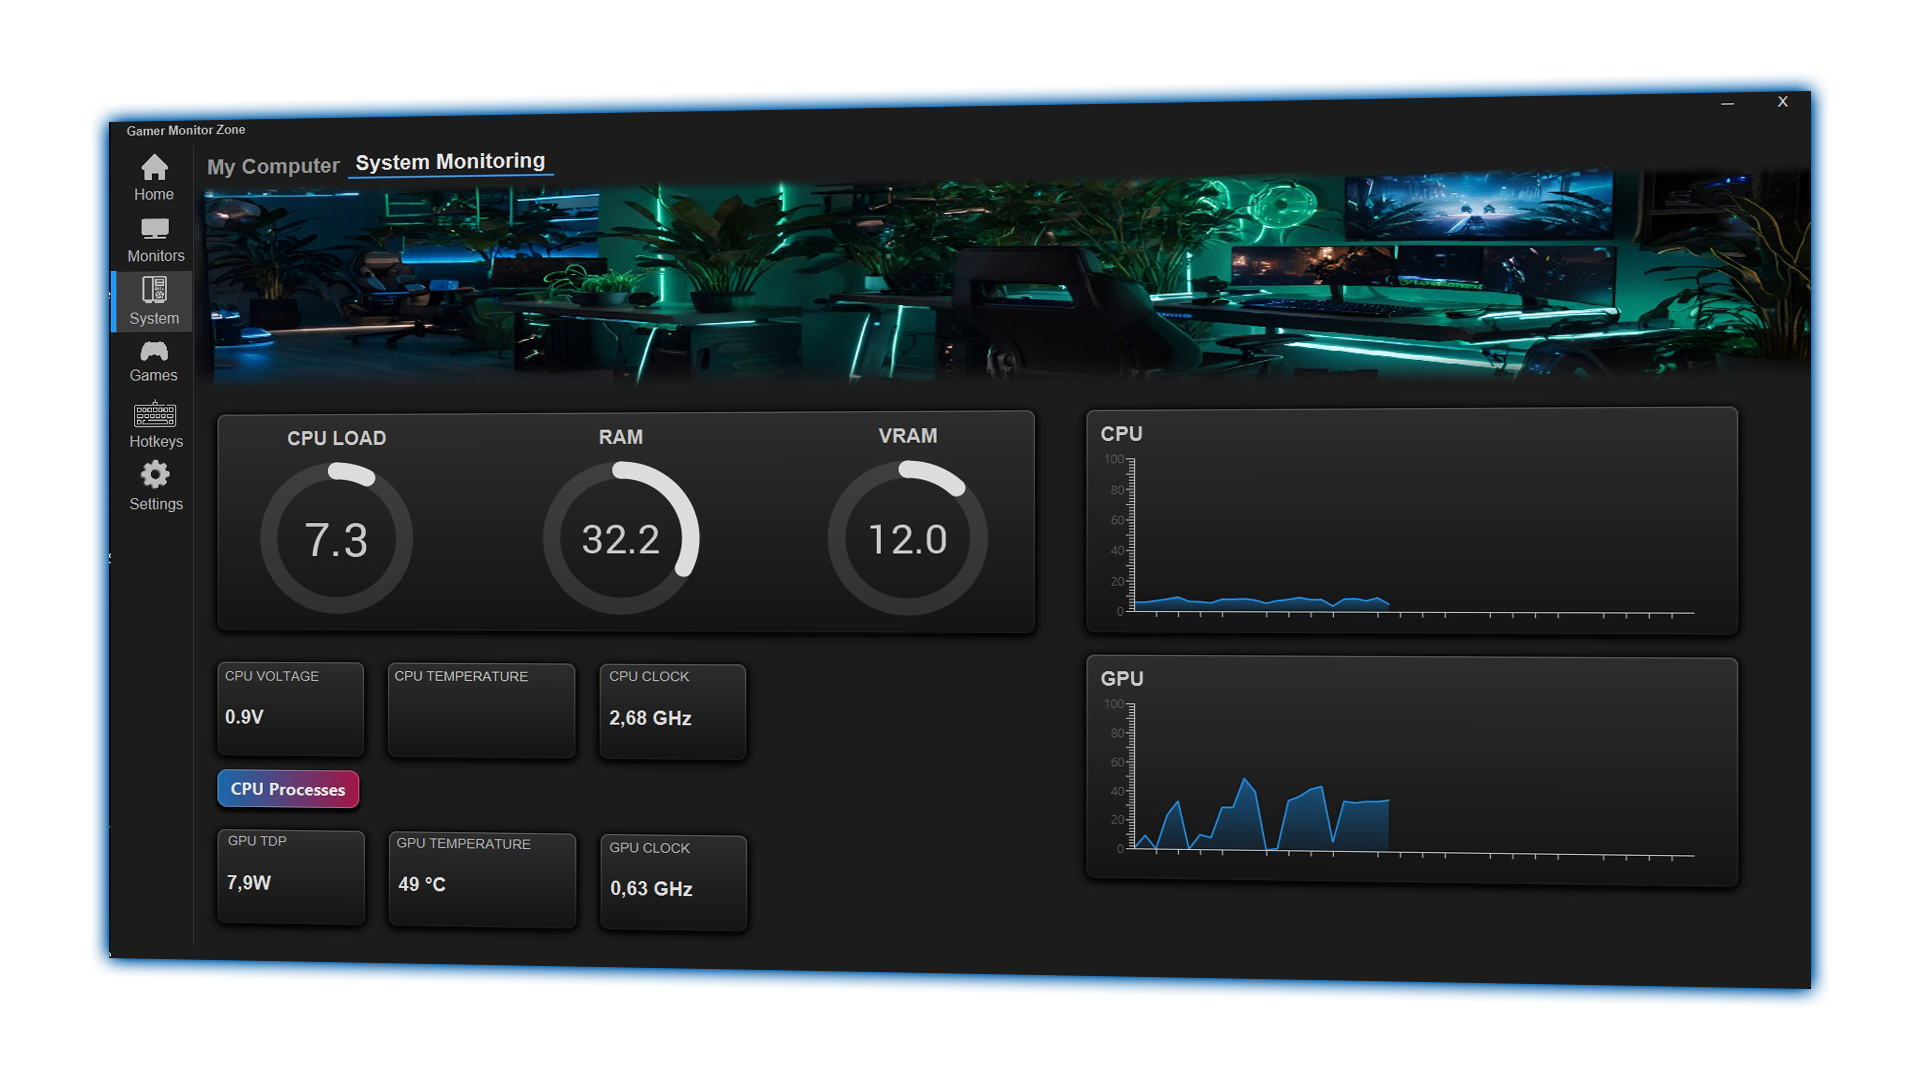 Gamer Monitor Zone
— X
Home
Monitors
System
Games
Hotkeys
Settings
My Computer System Monitoring
CPU LOAD RAM VRAM
7.3 32.2 12.0
CPU
100
80
60
40
20
0
CPU VOLTAGE CPU TEMPERATURE CPU CLOCK
0.9V 2,68 GHz
CPU Processes
GPU TDP GPU TEMPERATURE GPU CLOCK
7,9W 49 °C 0,63 GHz
GPU
100
80
60
40
20
0